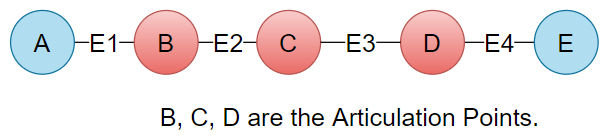 A E1 B E2 C E3 D E4 E
B, C, D are the Articulation Points.